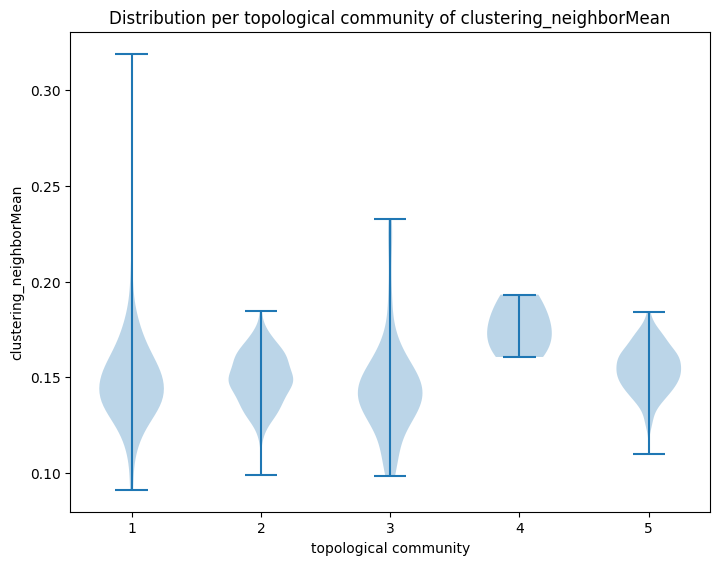 Distribution per topological community of clustering_neighborMean
clustering_neighborMean
0.30
0.25
0.20
0.15
0.10
1 2 3 4 5
topological community